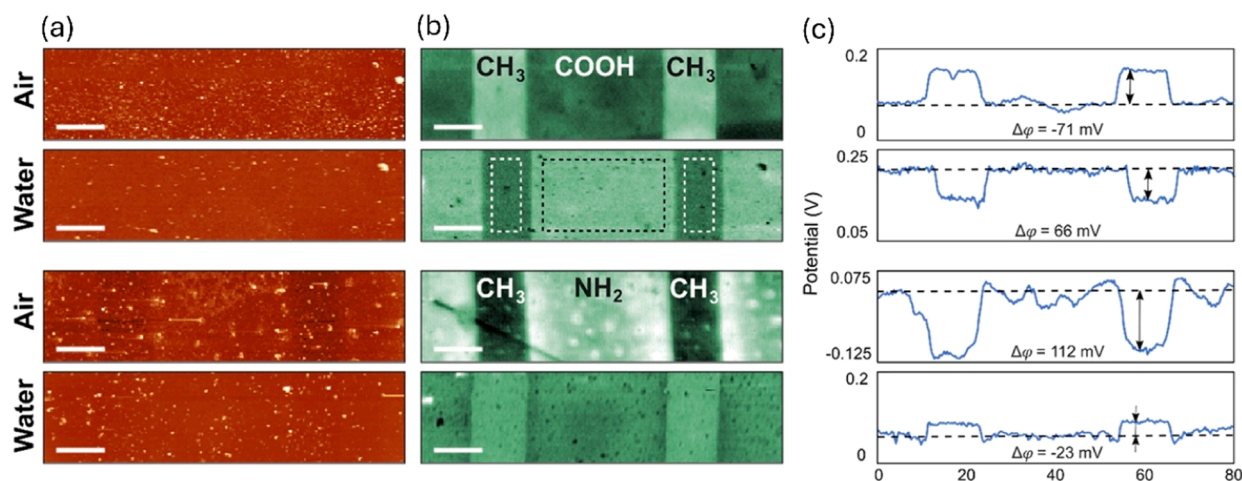 (a)
(b)
(c)
Air
CH3
COOH
CH3
0.2
0
Δφ = -71 mV
Water
0.25
0.05
Δφ = 66 mV
Potential (V)
Air
CH3
NH2
CH3
0.075
-0.125
Δφ = 112 mV
Water
0.2
0
Δφ = -23 mV
0
20
40
60
80